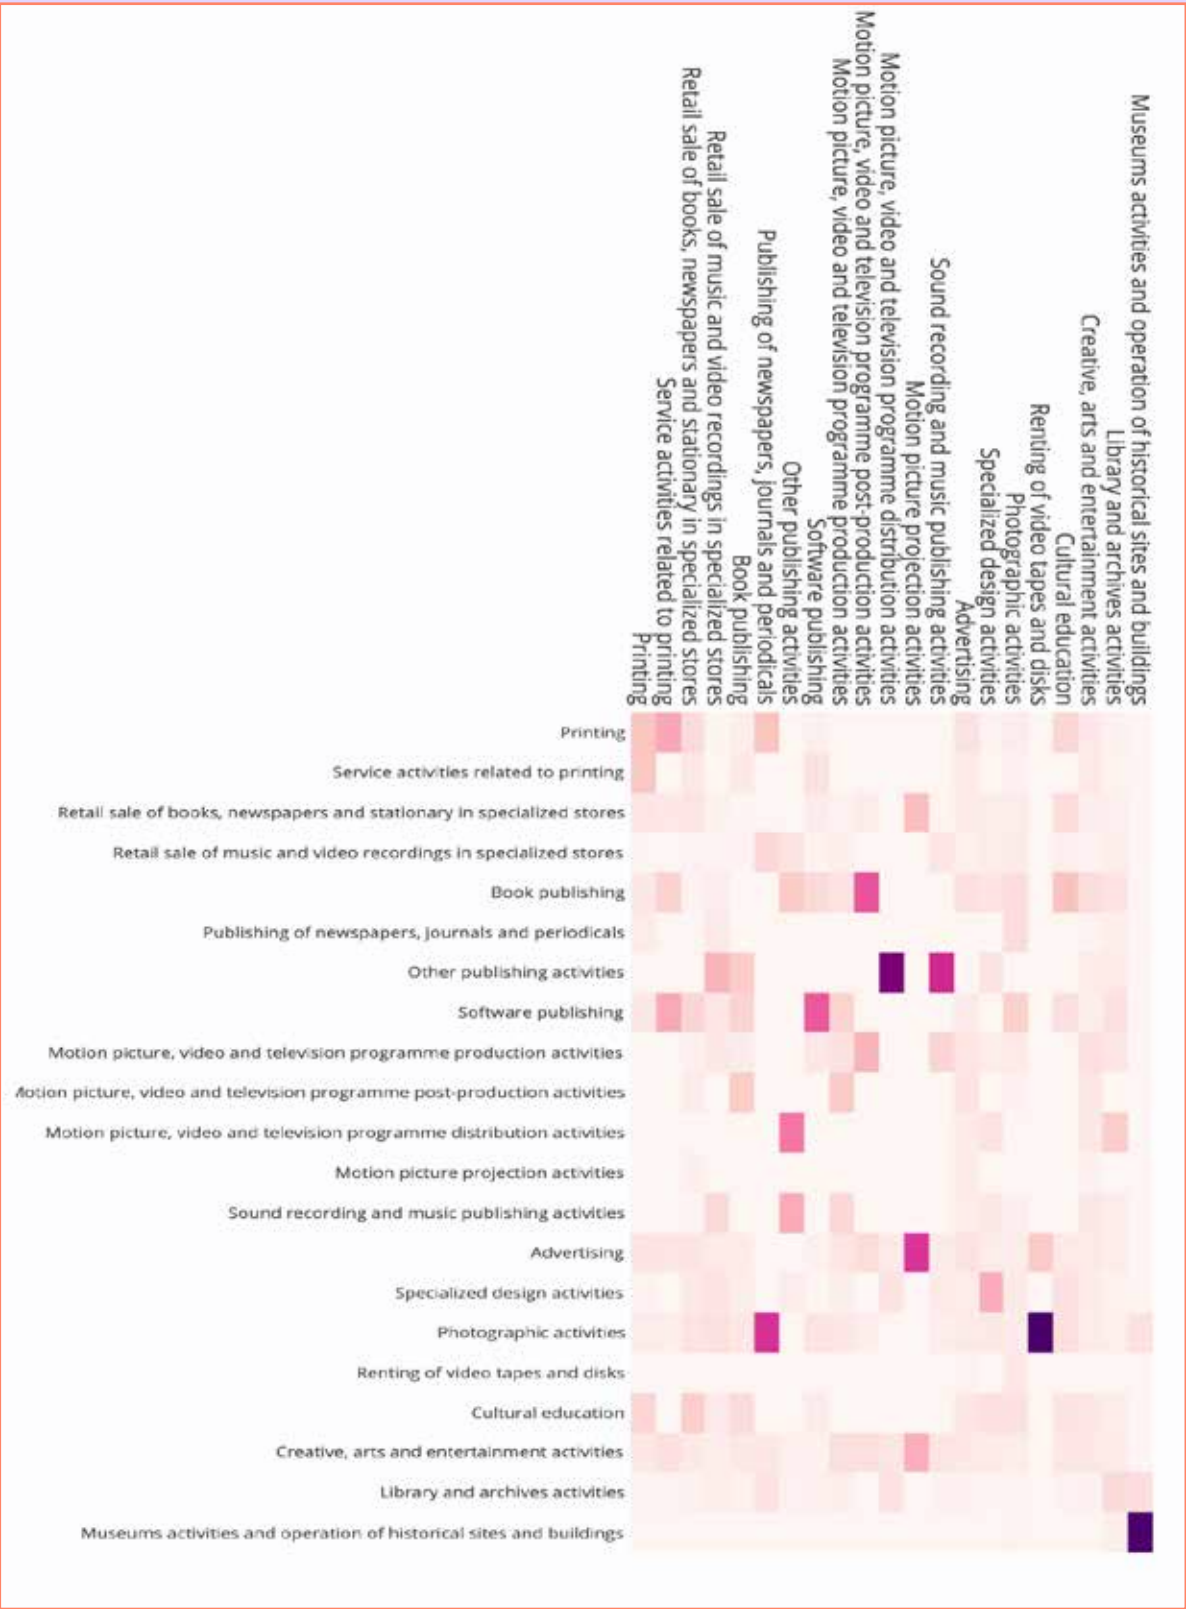 Printing
Service activities related to printing
Retail sale of books, newspapers and stationary in specialized stores
Retail sale of music and video recordings in specialized stores
Book publishing
Publishing of newspapers, journals and periodicals
Other publishing activities
Software publishing
Motion picture, video and television programme production activities
Motion picture, video and television programme post-production activities
Motion picture, video and television programme distribution activities
Motion picture projection activities
Sound recording and music publishing activities
Advertising
Specialized design activities
Photographic activities
Renting of video tapes and disks
Cultural education
Creative, arts and entertainment activities
Library and archives activities
Museums activities and operation of historical sites and buildings
Printing
Service activities related to printing
Retail sale of books, newspapers and stationary in specialized stores
Retail sale of music and video recordings in specialized stores
Book publishing
Publishing of newspapers, journals and periodicals
Other publishing activities
Software publishing
Motion picture, video and television programme production activities
Motion picture, video and television programme post-production activities
Motion picture, video and television programme distribution activities
Motion picture projection activities
Sound recording and music publishing activities
Advertising
Specialized design activities
Photographic activities
Renting of video tapes and disks
Cultural education
Creative, arts and entertainment activities
Library and archives activities
Museums activities and operation of historical sites and buildings